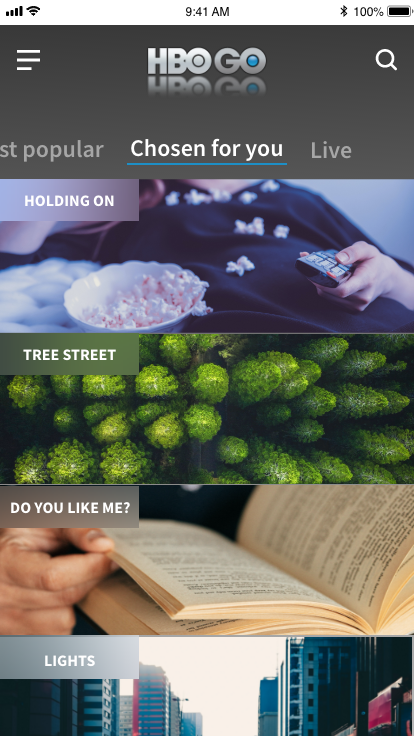 9:41 AM
100%
HBO GO
st popular
Chosen for you
Live
HOLDING ON
TREE STREET
DO YOU LIKE ME?
LIGHTS